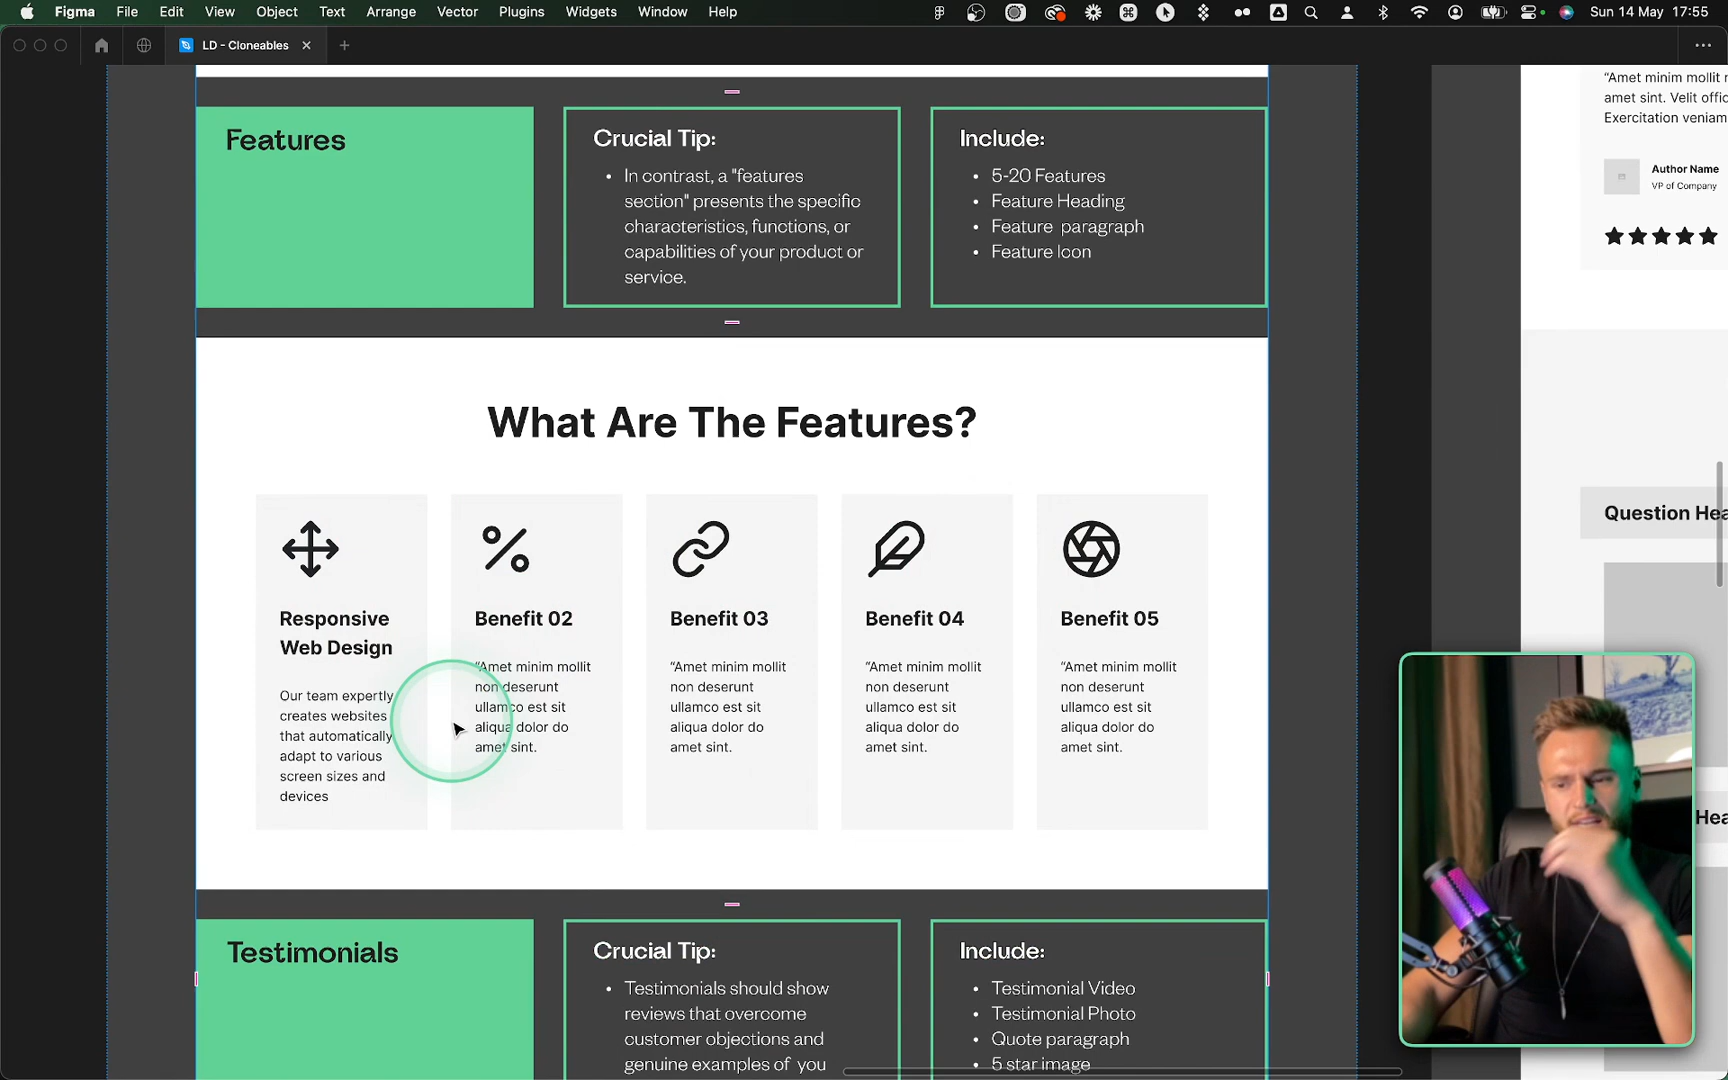 Figma File Edit View Object Text Arrange Vector Plugins Widgets Window Help Sun 14 May 17:55
LD - Cloneables
Features
Crucial Tip:
• In contrast, a "features
section" presents the specific
characteristics, functions, or
capabilities of your product or
service.
Include:
• 5-20 Features
• Feature Heading
• Feature paragraph
• Feature Icon
What Are The Features?
Responsive
Web Design
Our team expertly
creates websites
that automatically
adapt to various
screen sizes and
devices
Benefit 02
“Amet minim mollit
non deserunt
ullamco est sit
aliqua dolor do
amet sint.
Benefit 03
“Amet minim mollit
non deserunt
ullamco est sit
aliqua dolor do
amet sint.
Benefit 04
“Amet minim mollit
non deserunt
ullamco est sit
aliqua dolor do
amet sint.
Benefit 05
“Amet minim mollit
non deserunt
ullamco est sit
aliqua dolor do
amet sint.
Testimonials
Crucial Tip:
• Testimonials should show
reviews that overcome
customer objections and
genuine examples of you
Include:
• Testimonial Video
• Testimonial Photo
• Quote paragraph
• 5 star image
“Amet minim mollit
amet sint. Velit offic
Exercitation veniam
Author Name
VP of Company
Question Hea
Hea